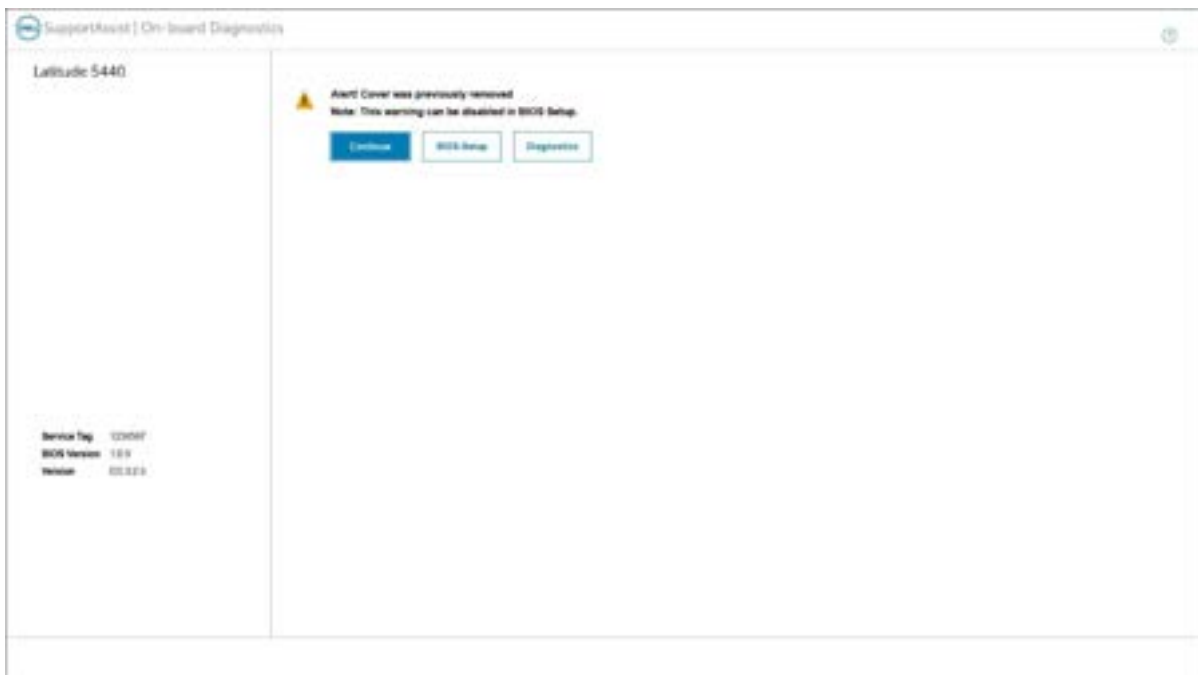 SupportAssist | On-board Diagnostics
Latitude 5440
Alert! Cover was previously removed
Note: This warning can be disabled in BIOS Setup.
Continue
BIOS Setup
Diagnostics
Service Tag
BIOS Version
Version